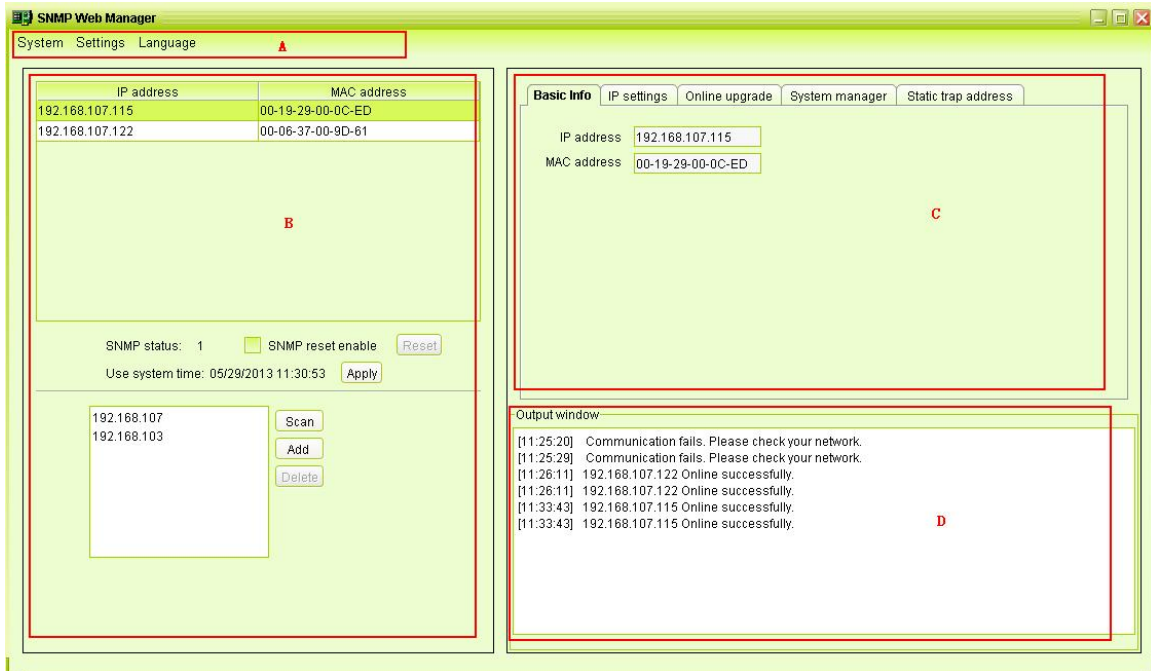 SNMP Web Manager
System Settings Language
A
IP address MAC address
192.168.107.115 00-19-29-00-0C-ED
192.168.107.122 00-06-37-00-9D-61
B
SNMP status: 1 SNMP reset enable Reset
Use system time: 05/29/2013 11:30:53 Apply
192.168.107
192.168.103
Scan
Add
Delete
Basic Info IP settings Online upgrade System manager Static trap address
IP address 192.168.107.115
MAC address 00-19-29-00-0C-ED
C
Output window
[11:25:20] Communication fails. Please check your network.
[11:25:29] Communication fails. Please check your network.
[11:26:11] 192.168.107.122 Online successfully.
[11:26:11] 192.168.107.122 Online successfully.
[11:33:43] 192.168.107.115 Online successfully.
[11:33:43] 192.168.107.115 Online successfully.
D